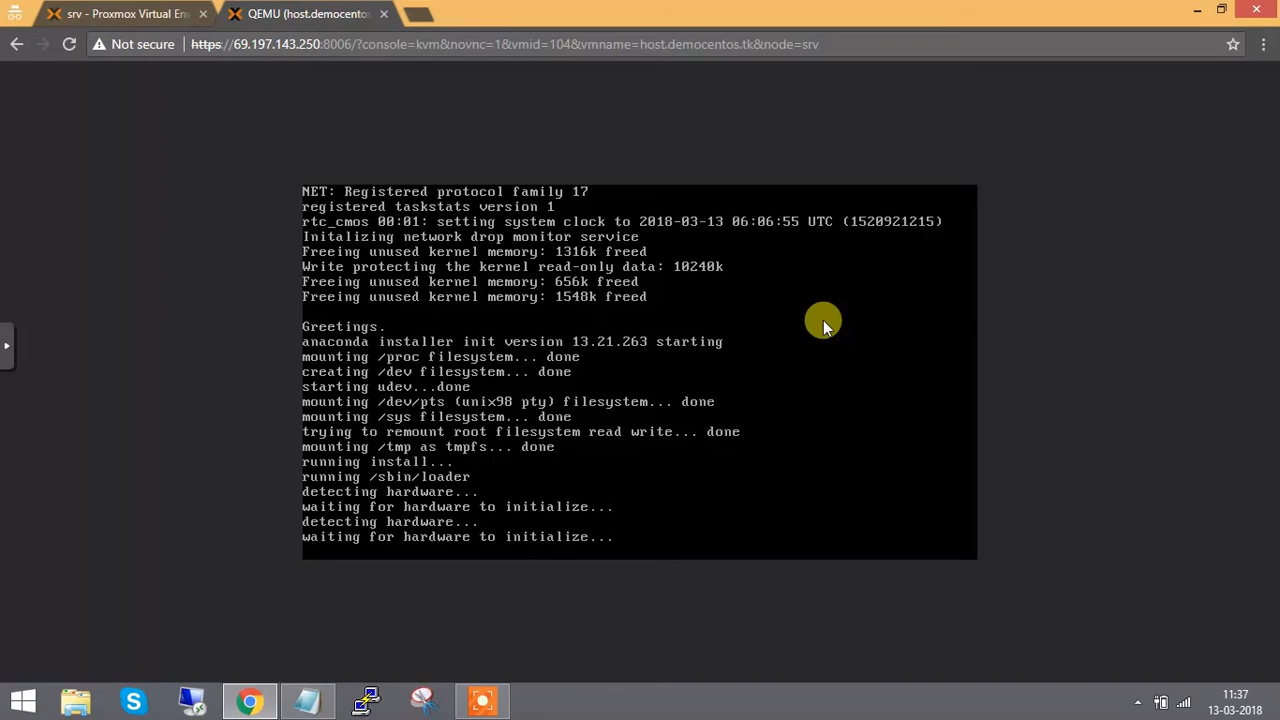 srv - Proxmox Virtual En
QEMU (host.democentos.
Not secure
https://69.197.143.250:8006/?console=kvm&novnc=1&vmid=104&vmname=host.democentos.tk&node=srv
NET: Registered protocol family 17
registered taskstats version 1
rtc_cmos 00:01: setting system clock to 2018-03-13 06:06:55 UTC (1520921215)
Initalizing network drop monitor service
Freeing unused kernel memory: 1316k freed
Write protecting the kernel read-only data: 10240k
Freeing unused kernel memory: 656k freed
Freeing unused kernel memory: 1548k freed
Greetings.
anaconda installer init version 13.21.263 starting
mounting /proc filesystem... done
creating /dev filesystem... done
starting udev...done
mounting /dev/pts (unix98 pty) filesystem... done
mounting /sys filesystem... done
trying to remount root filesystem read write... done
mounting /tmp as tmpfs... done
running install...
running /sbin/loader
detecting hardware...
waiting for hardware to initialize...
detecting hardware...
waiting for hardware to initialize...
11:37
13-03-2018